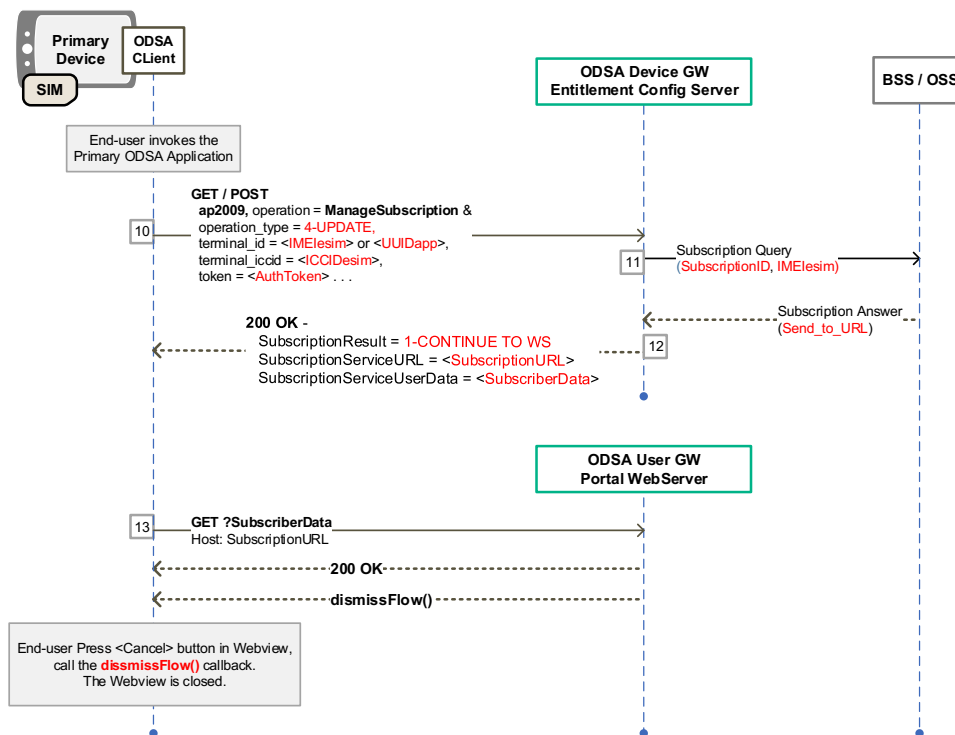 Primary
Device
SIM
ODSA
CLient
ODSA Device GW
Entitlement Config Server
BSS / OSS
End-user invokes the
Primary ODSA Application
10
GET / POST
ap2009, operation = ManageSubscription &
operation_type = 4-UPDATE,
terminal_id = <IMEIesim> or <UUIDapp>,
terminal_iccid = <ICCIDesim>,
token = <AuthToken> . . .
11
Subscription Query
(SubscriptionID, IMEIesim)
Subscription Answer
(Send_to_URL)
12
200 OK -
SubscriptionResult = 1-CONTINUE TO WS
SubscriptionServiceURL = <SubscriptionURL>
SubscriptionServiceUserData = <SubscriberData>
ODSA User GW
Portal WebServer
13
GET ?SubscriberData
Host: SubscriptionURL
200 OK
dismissFlow()
End-user Press <Cancel> button in Webview,
call the dissmissFlow() callback.
The Webview is closed.